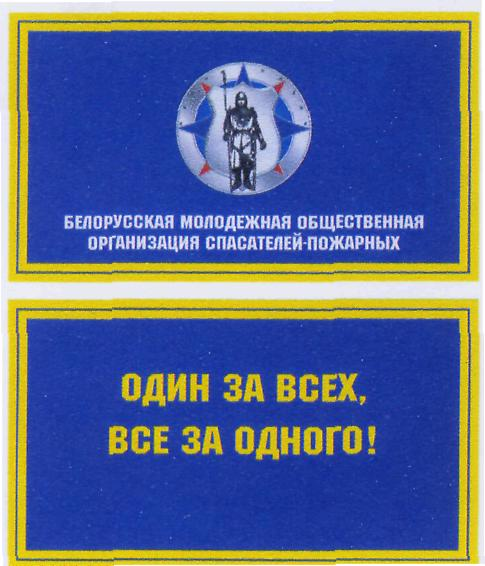 БЕЛОРУССКАЯ МОЛОДЕЖНАЯ ОБЩЕСТВЕННАЯ
ОРГАНИЗАЦИЯ СПАСАТЕЛЕЙ-ПОЖАРНЫХ
ОДИН ЗА ВСЕХ,
ВСЕ ЗА ОДНОГО!